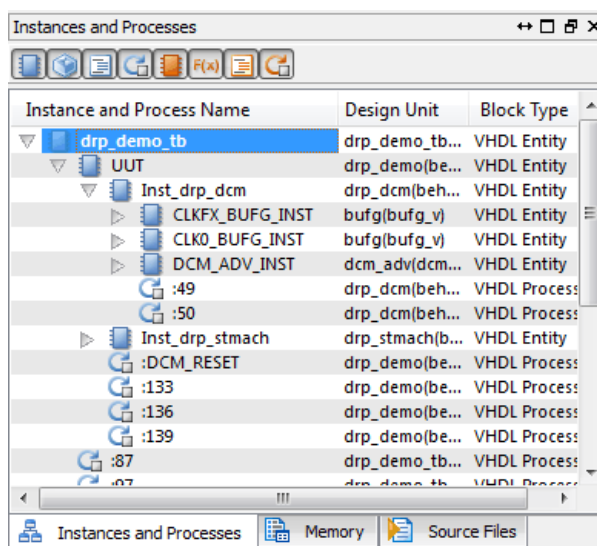 Instances and Processes
F(x)
Instance and Process Name Design Unit Block Type
drp_demo_tb drp_demo_tb... VHDL Entity
UUT drp_demo(be... VHDL Entity
Inst_drp_dcm drp_dcm(beh... VHDL Entity
CLKFX_BUFG_INST bufg(bufg_v) VHDL Entity
CLK0_BUFG_INST bufg(bufg_v) VHDL Entity
DCM_ADV_INST dcm_adv(dcm... VHDL Entity
:49 drp_dcm(beh... VHDL Process
:50 drp_dcm(beh... VHDL Process
Inst_drp_stmach drp_stmach(b... VHDL Entity
:DCM_RESET drp_demo(be... VHDL Process
:133 drp_demo(be... VHDL Process
:136 drp_demo(be... VHDL Process
:139 drp_demo(be... VHDL Process
:87 drp_demo_tb... VHDL Process
:97 drp_demo_tb... VHDL Process
Instances and Processes Memory Source Files